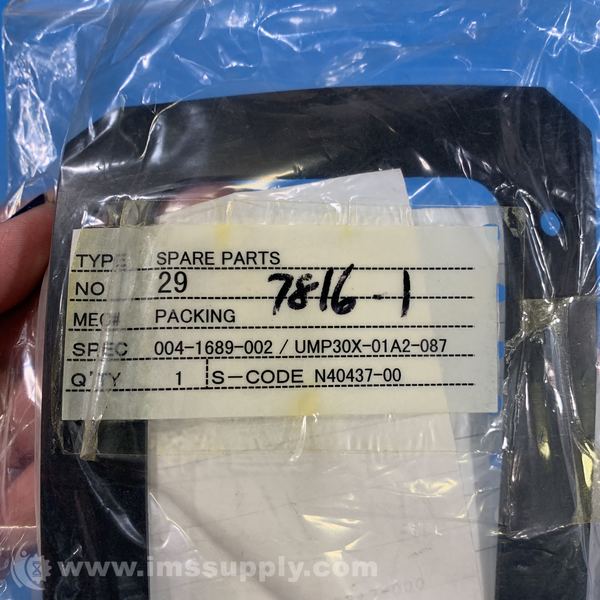 TYPE SPARE PARTS
NO 29 7816-1
MEC# PACKING
SPEC 004-1689-002 / UMP30X-01A2-087
Q'TY 1 S-CODE N40437-00
www.imssupply.com